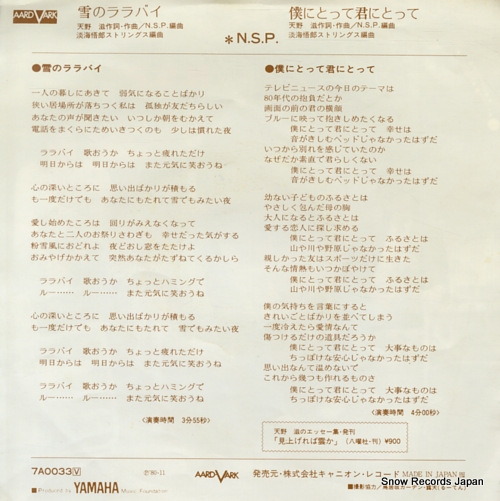 AARDVARK
雪のララバイ
天野 滋作詞・作曲／N.S.P.編曲
淡海悟郎ストリングス編曲
僕にとって君にとって
天野 滋作詞・作曲／N.S.P.編曲
淡海悟郎ストリングス編曲
＊N.S.P.
●雪のララバイ
一人の暮しにあきて 弱気になることばかり
狭い居場所が落ちつく私は 孤独が友だちらしい
あなたの声が聞きたい いつしか朝をむかえて
電話をまくらにためいきつくのも 少しは慣れた夜
ララバイ 歌おうか ちょっと疲れただけ
明日からは 明日からは また元気に笑おうね
心の深いところに 思い出ばかりが積もる
も一度だけでも あなたにもたれて 雪でもみたい夜
愛し始めたころは 回りがみえなくなって
あなたと二人のお祭りさわぎも 幸せだった気がする
粉雪風におどれよ 夜どおし窓をたたけよ
おみやげかかえて 突然あなたがたずねてくるかしら
ララバイ 歌おうか ちょっとハミングで
ルー…… ルー…… また元気に笑おうね
心の深いところに 思い出ばかりが積もる
も一度だけでも あなたにもたれて 雪でもみたい夜
ララバイ 歌おうか ちょっと疲れただけ
明日からは 明日からは また元気に笑おうね
ララバイ 歌おうか ちょっとハミングで
ルー…… ルー…… また元気に笑おうね
〈演奏時間 3分55秒〉
●僕にとって君にとって
テレビニュースの今日のテーマは
80年代の抱負だとか
画面の前の君の横顔
ブルーに映って抱きしめたくなる
僕にとって君にとって 幸せは
音がきしむベッドじゃなかったはずだ
いつから別れを感じていたのか
なぜだか素直で君らしくない
僕にとって君にとって 幸せは
音がきしむベッドじゃなかったはずだ
幼ない子どものふるさとは
やさしく包んだ母の胸
大人になるとふるさとは
愛する恋人に探し求める
僕にとって君にとって ふるさとは
山や川や野原じゃなかったはずだ
親しかった友はスポーツだけに生きた
そんな情熱もいつかぼやけて
僕にとって君にとって ふるさとは
山や川や野原じゃなかったはずだ
僕の気持ちを言葉にすると
きれいごとばかりを並べてしまう
一度冷えたら愛情なんて
傷つけるだけの道具だろうか
僕にとって君にとって 大事なものは
ちっぽけな安心じゃなかったはずだ
思い出なんて温めないで
これから幾つも作れるものさ
僕にとって君にとって 大事なものは
ちっぽけな安心じゃなかったはずだ
〈演奏時間 4分00秒〉
天野 滋のエッセー集・発刊
「見上げれば雲か」（八曜社・刊）¥900
7A0033Ⓥ
AARDVARK
発売元・株式会社キャニオン・レコード MADE IN JAPAN
■Produced by YAMAHA Music Foundation